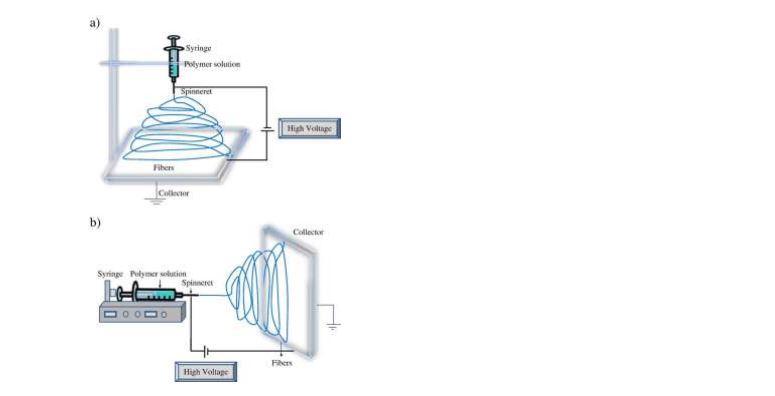 a)
Syringe
Polymer solution
Spinneret
High Voltage
Fibers
Collector
b)
Collector
Syringe Polymer solution
Spinneret
Fibers
High Voltage